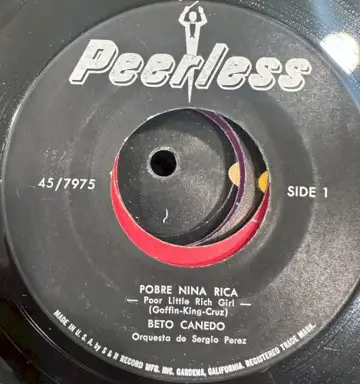 Peerless
45/7975
SIDE 1
POBRE NINA RICA
— Poor Little Rich Girl —
(Goffin-King-Cruz)
BETO CANEDO
Orquesta de Sergio Perez
MADE IN U.S.A. by S & R RECORD MFG. INC. GARDENA, CALIFORNIA. REGISTERED TRADE MARK.